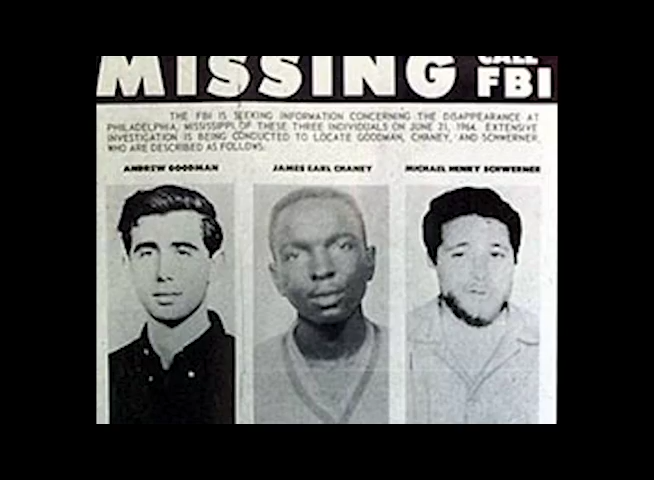 MISSING CALL
FBI
THE FBI IS SEEKING INFORMATION CONCERNING THE DISAPPEARANCE AT
PHILADELPHIA, MISSISSIPPI, OF THESE THREE INDIVIDUALS ON JUNE 21, 1964. EXTENSIVE
INVESTIGATION IS BEING CONDUCTED TO LOCATE GOODMAN, CHANEY, AND SCHWERNER,
WHO ARE DESCRIBED AS FOLLOWS:
ANDREW GOODMAN JAMES EARL CHANEY MICHAEL HENRY SCHWERNER